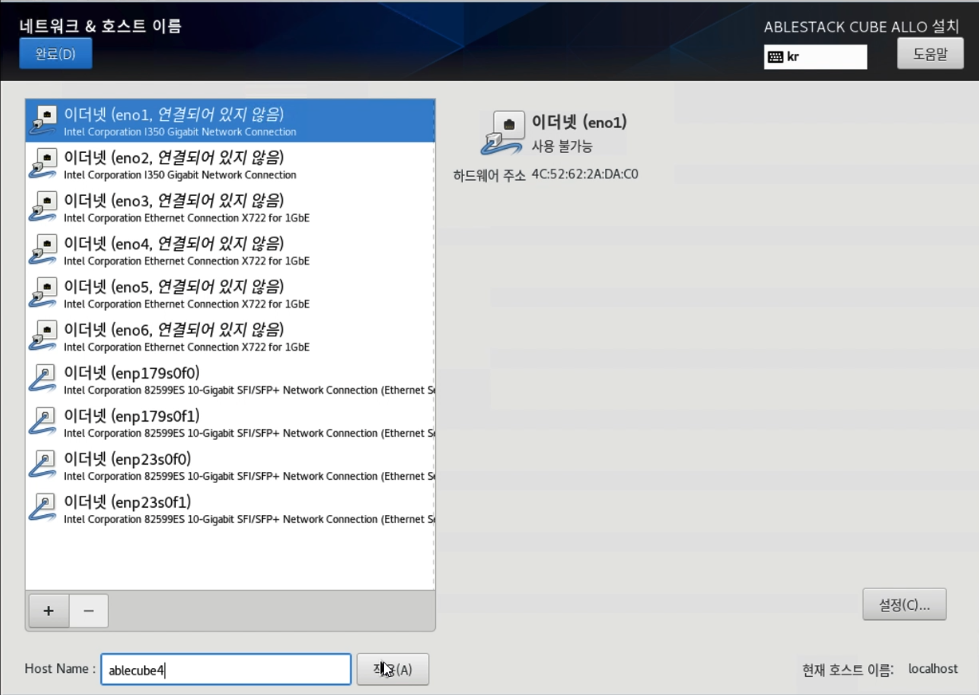 네트워크 & 호스트 이름
ABLESTACK CUBE ALLO 설치
완료(D)
kr
도움말
이더넷 (eno1, 연결되어 있지 않음)
Intel Corporation I350 Gigabit Network Connection
이더넷 (eno2, 연결되어 있지 않음)
Intel Corporation I350 Gigabit Network Connection
이더넷 (eno3, 연결되어 있지 않음)
Intel Corporation Ethernet Connection X722 for 1GbE
이더넷 (eno4, 연결되어 있지 않음)
Intel Corporation Ethernet Connection X722 for 1GbE
이더넷 (eno5, 연결되어 있지 않음)
Intel Corporation Ethernet Connection X722 for 1GbE
이더넷 (eno6, 연결되어 있지 않음)
Intel Corporation Ethernet Connection X722 for 1GbE
이더넷 (enp179s0f0)
Intel Corporation 82599ES 10-Gigabit SFI/SFP+ Network Connection (Ethernet Se
이더넷 (enp179s0f1)
Intel Corporation 82599ES 10-Gigabit SFI/SFP+ Network Connection (Ethernet Se
이더넷 (enp23s0f0)
Intel Corporation 82599ES 10-Gigabit SFI/SFP+ Network Connection (Ethernet Se
이더넷 (enp23s0f1)
Intel Corporation 82599ES 10-Gigabit SFI/SFP+ Network Connection (Ethernet Se
이더넷 (eno1)
사용 불가능
하드웨어 주소 4C:52:62:2A:DA:C0
+ −
설정(C)...
Host Name : ablecube4
(A)
현재 호스트 이름: localhost